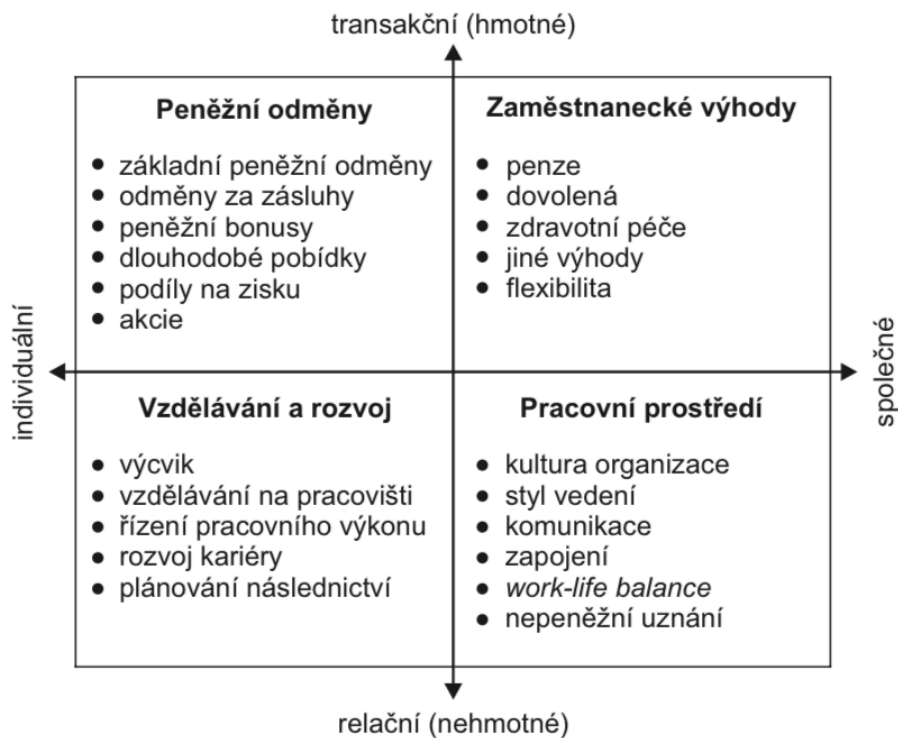 transakční (hmotné)
Peněžní odměny
• základní peněžní odměny
• odměny za zásluhy
• peněžní bonusy
• dlouhodobé pobídky
• podíly na zisku
• akcie
Zaměstnanecké výhody
• penze
• dovolená
• zdravotní péče
• jiné výhody
• flexibilita
individuální
společné
Vzdělávání a rozvoj
• výcvik
• vzdělávání na pracovišti
• řízení pracovního výkonu
• rozvoj kariéry
• plánování následnictví
Pracovní prostředí
• kultura organizace
• styl vedení
• komunikace
• zapojení
• work-life balance
• nepeněžní uznání
relační (nehmotné)